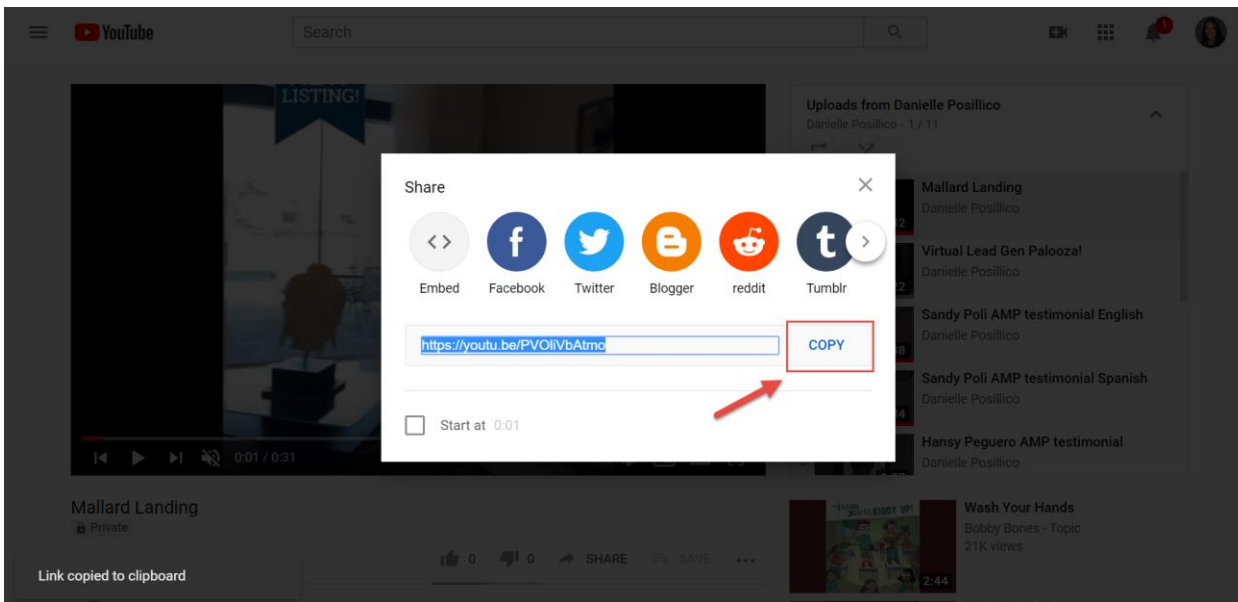 YouTube
Search
1
LISTING!
Uploads from Danielle Posillico
Danielle Posillico - 1 / 11
Share
Embed
Facebook
Twitter
Blogger
reddit
Tumblr
https://youtu.be/PVOliVbAtmo
COPY
Start at 0:01
Mallard Landing
Danielle Posillico
Virtual Lead Gen Palooza!
Danielle Posillico
Sandy Poli AMP testimonial English
Danielle Posillico
Sandy Poli AMP testimonial Spanish
Danielle Posillico
Hansy Peguero AMP testimonial
Danielle Posillico
0:01 / 0:31
Mallard Landing
Private
0
0
SHARE
SAVE
Wash Your Hands
Bobby Bones - Topic
21K views
2:44
Link copied to clipboard